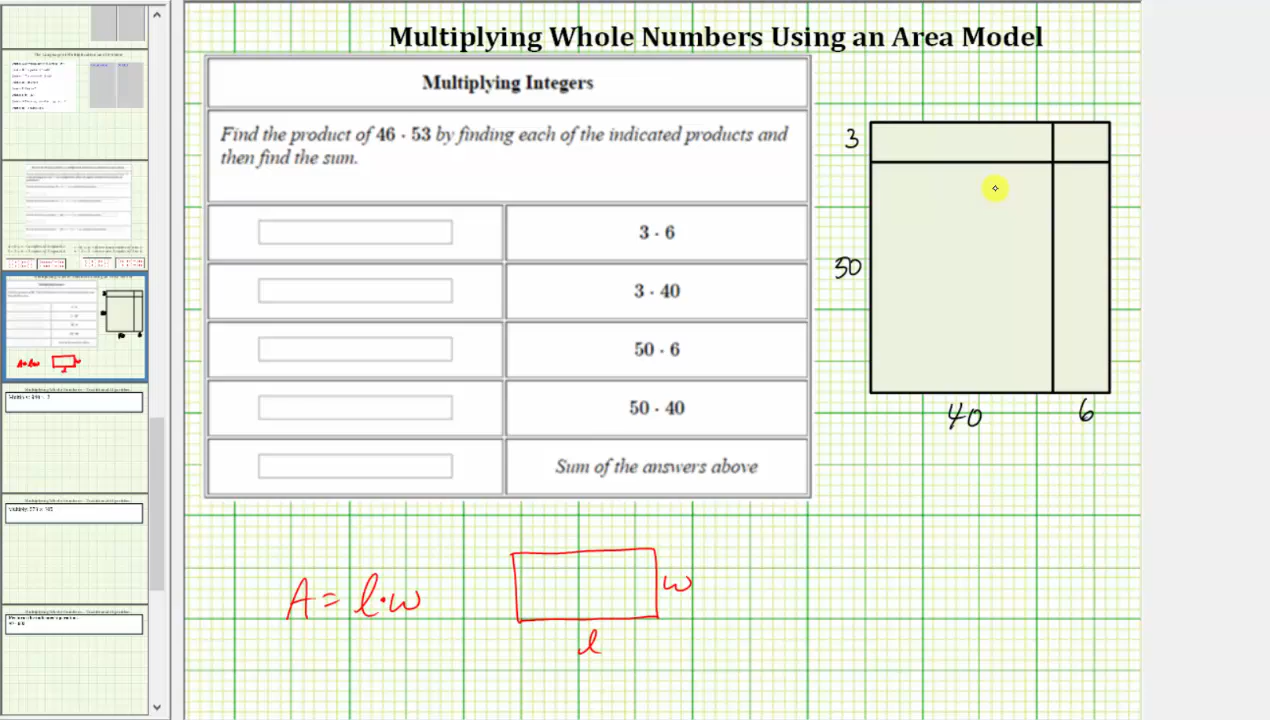 Multiplying Whole Numbers Using an Area Model
Multiplying Integers
Find the product of 46 · 53 by finding each of the indicated products and
then find the sum.
3 · 6
3 · 40
50 · 6
50 · 40
Sum of the answers above
3
50
40
6
A = l·w
w
l